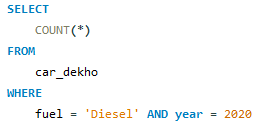 SELECT
COUNT(*)
FROM
car_dekho
WHERE
fuel = 'Diesel' AND year = 2020